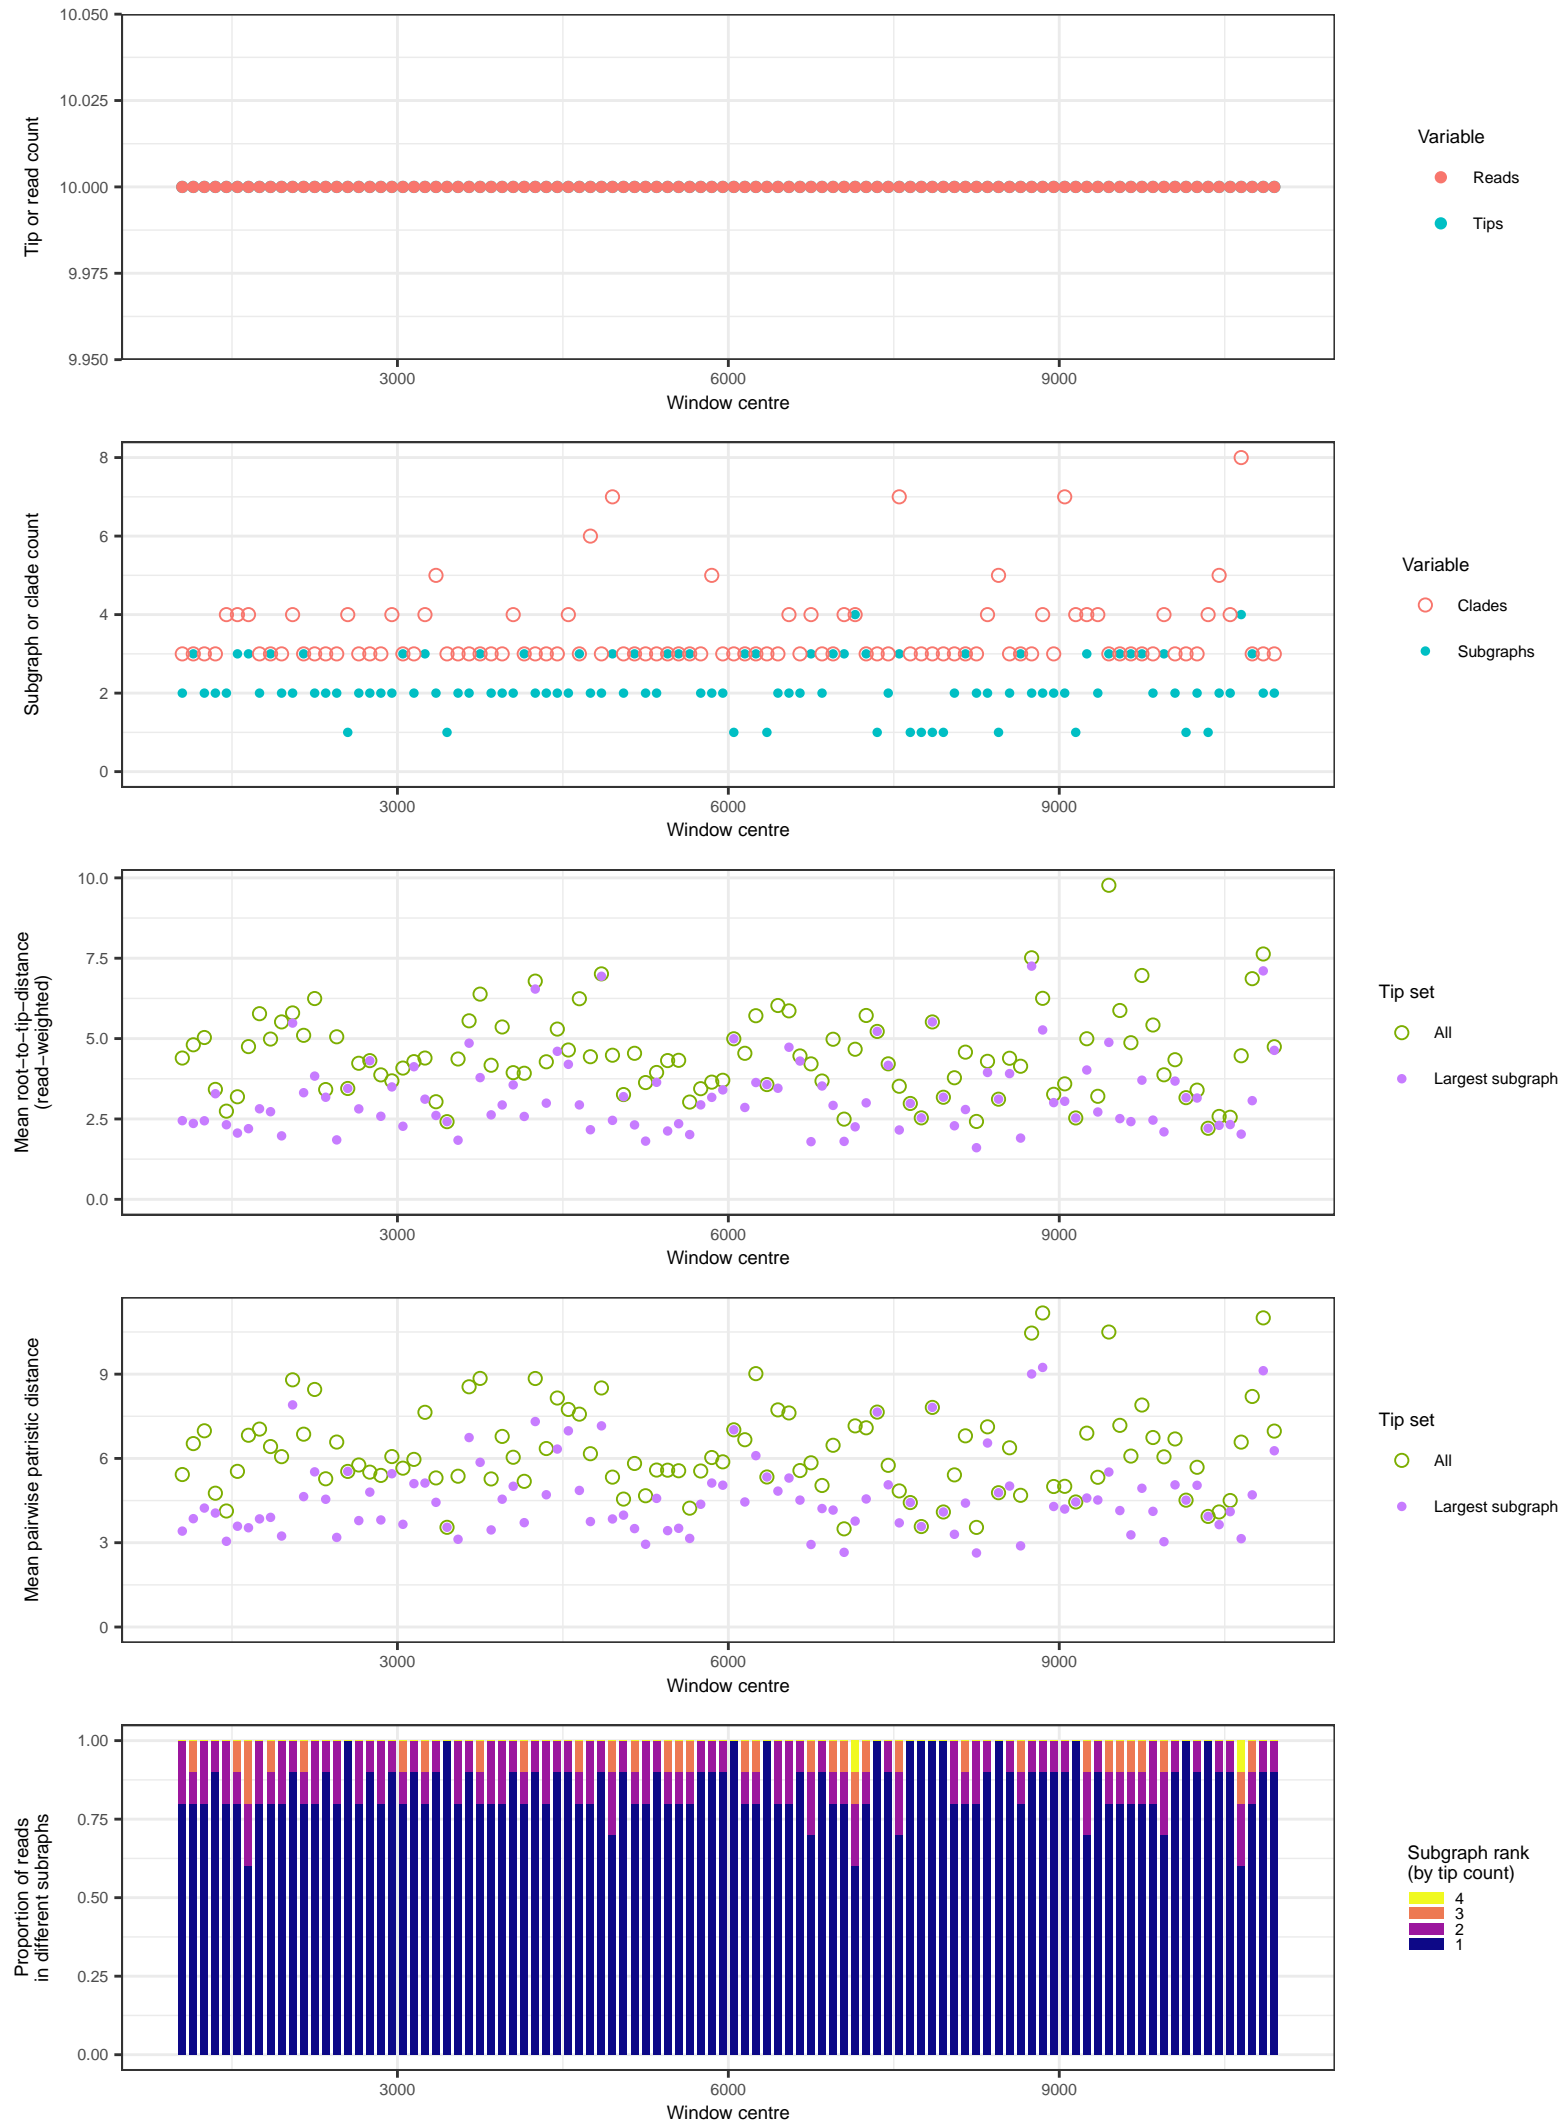 10.050
10.025
10.000
9.975
9.950
Tip or read count
3000 6000 9000
Window centre
Variable
Reads
Tips
8
6
4
2
0
Subgraph or clade count
3000 6000 9000
Window centre
Variable
Clades
Subgraphs
10.0
7.5
5.0
2.5
0.0
Mean root−to−tip−distance
(read−weighted)
3000 6000 9000
Window centre
Tip set
All
Largest subgraph
9
6
3
0
Mean pairwise patristic distance
3000 6000 9000
Window centre
Tip set
All
Largest subgraph
1.00
0.75
0.50
0.25
0.00
Proportion of reads
in different subraphs
3000 6000 9000
Window centre
Subgraph rank
(by tip count)
4
3
2
1